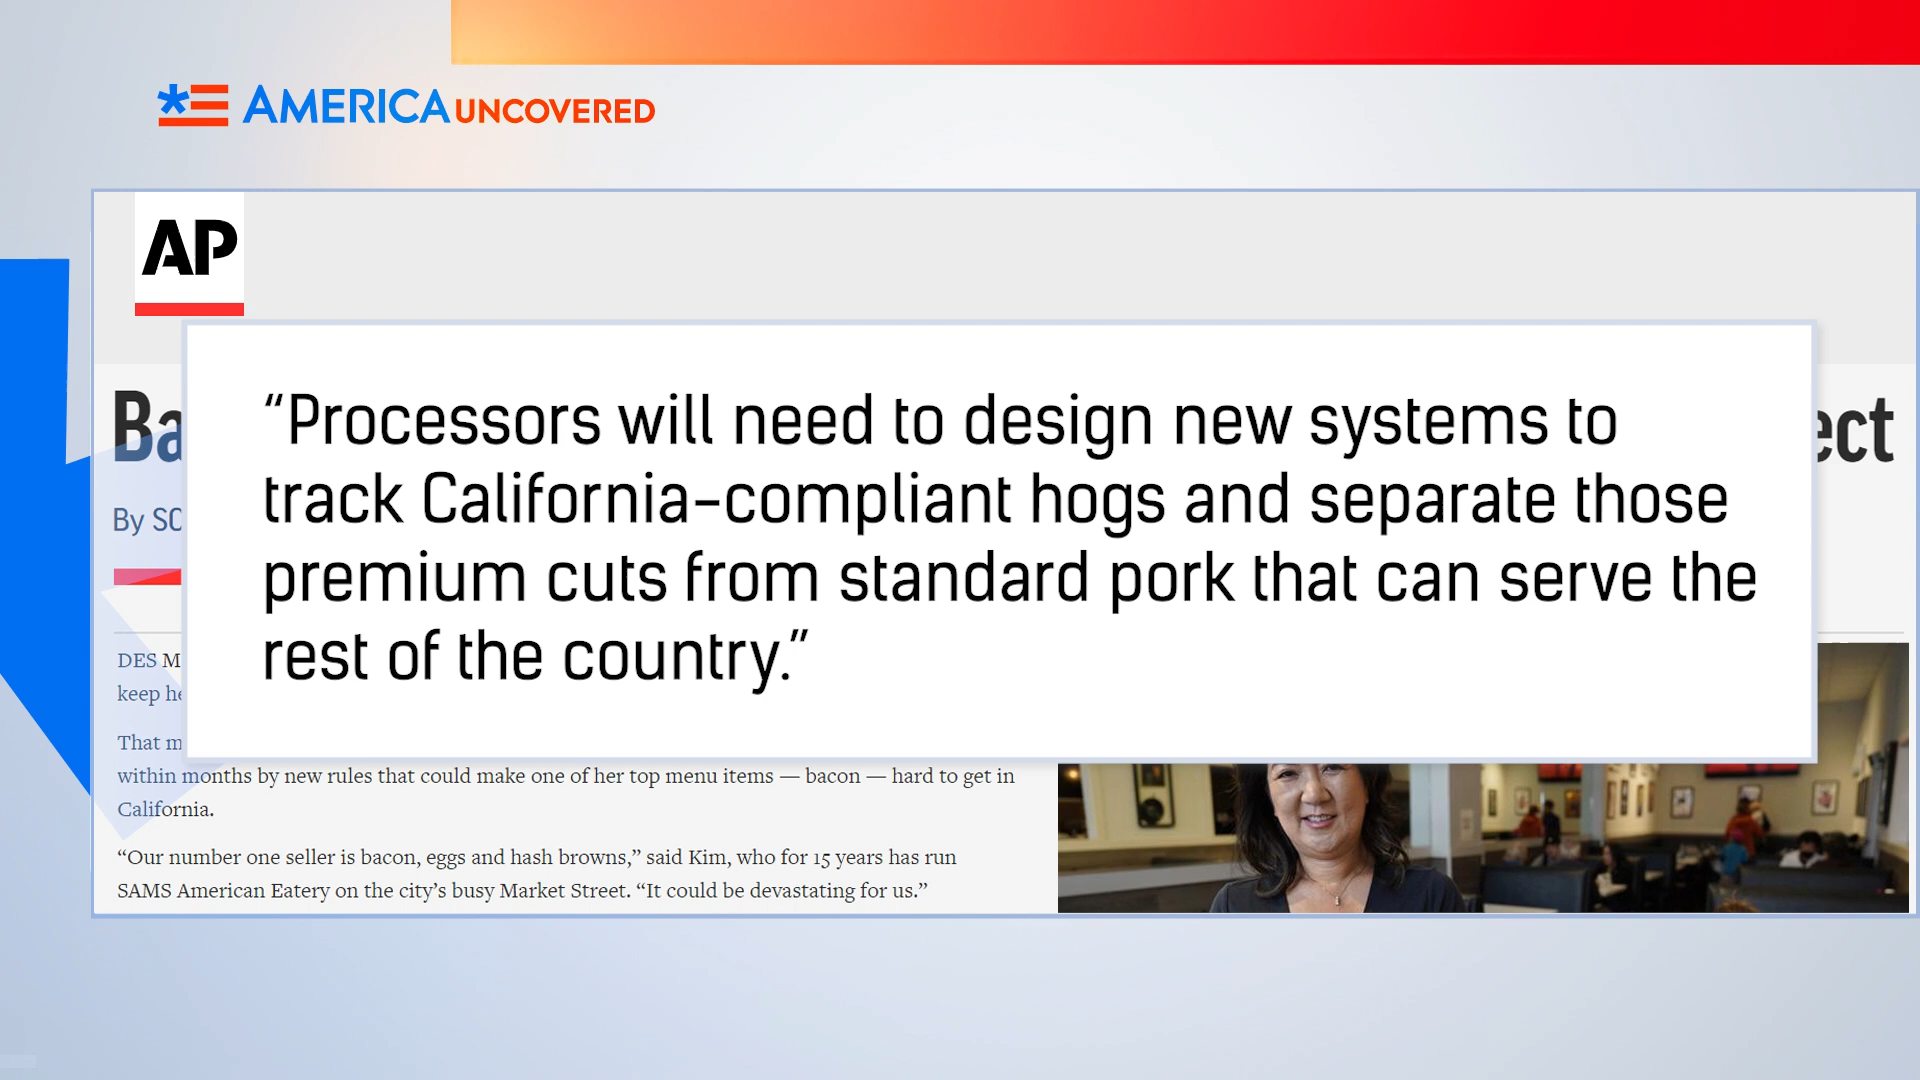 AMERICA UNCOVERED
AP
“Processors will need to design new systems to
track California-compliant hogs and separate those
premium cuts from standard pork that can serve the
rest of the country.”
By
DES
keep
That
within months by new rules that could make one of her top menu items — bacon — hard to get in
California.
“Our number one seller is bacon, eggs and hash browns,” said Kim, who for 15 years has run
SAMS American Eatery on the city’s busy Market Street. “It could be devastating for us.”